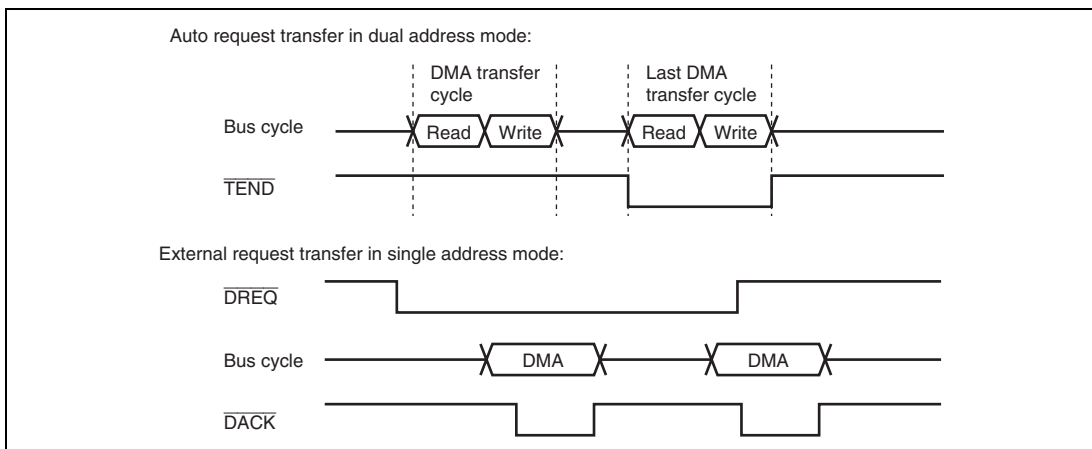 Auto request transfer in dual address mode:
DMA transfer
cycle
Last DMA
transfer cycle
Bus cycle
Read
Write
Read
Write
TEND
External request transfer in single address mode:
DREQ
Bus cycle
DMA
DMA
DACK